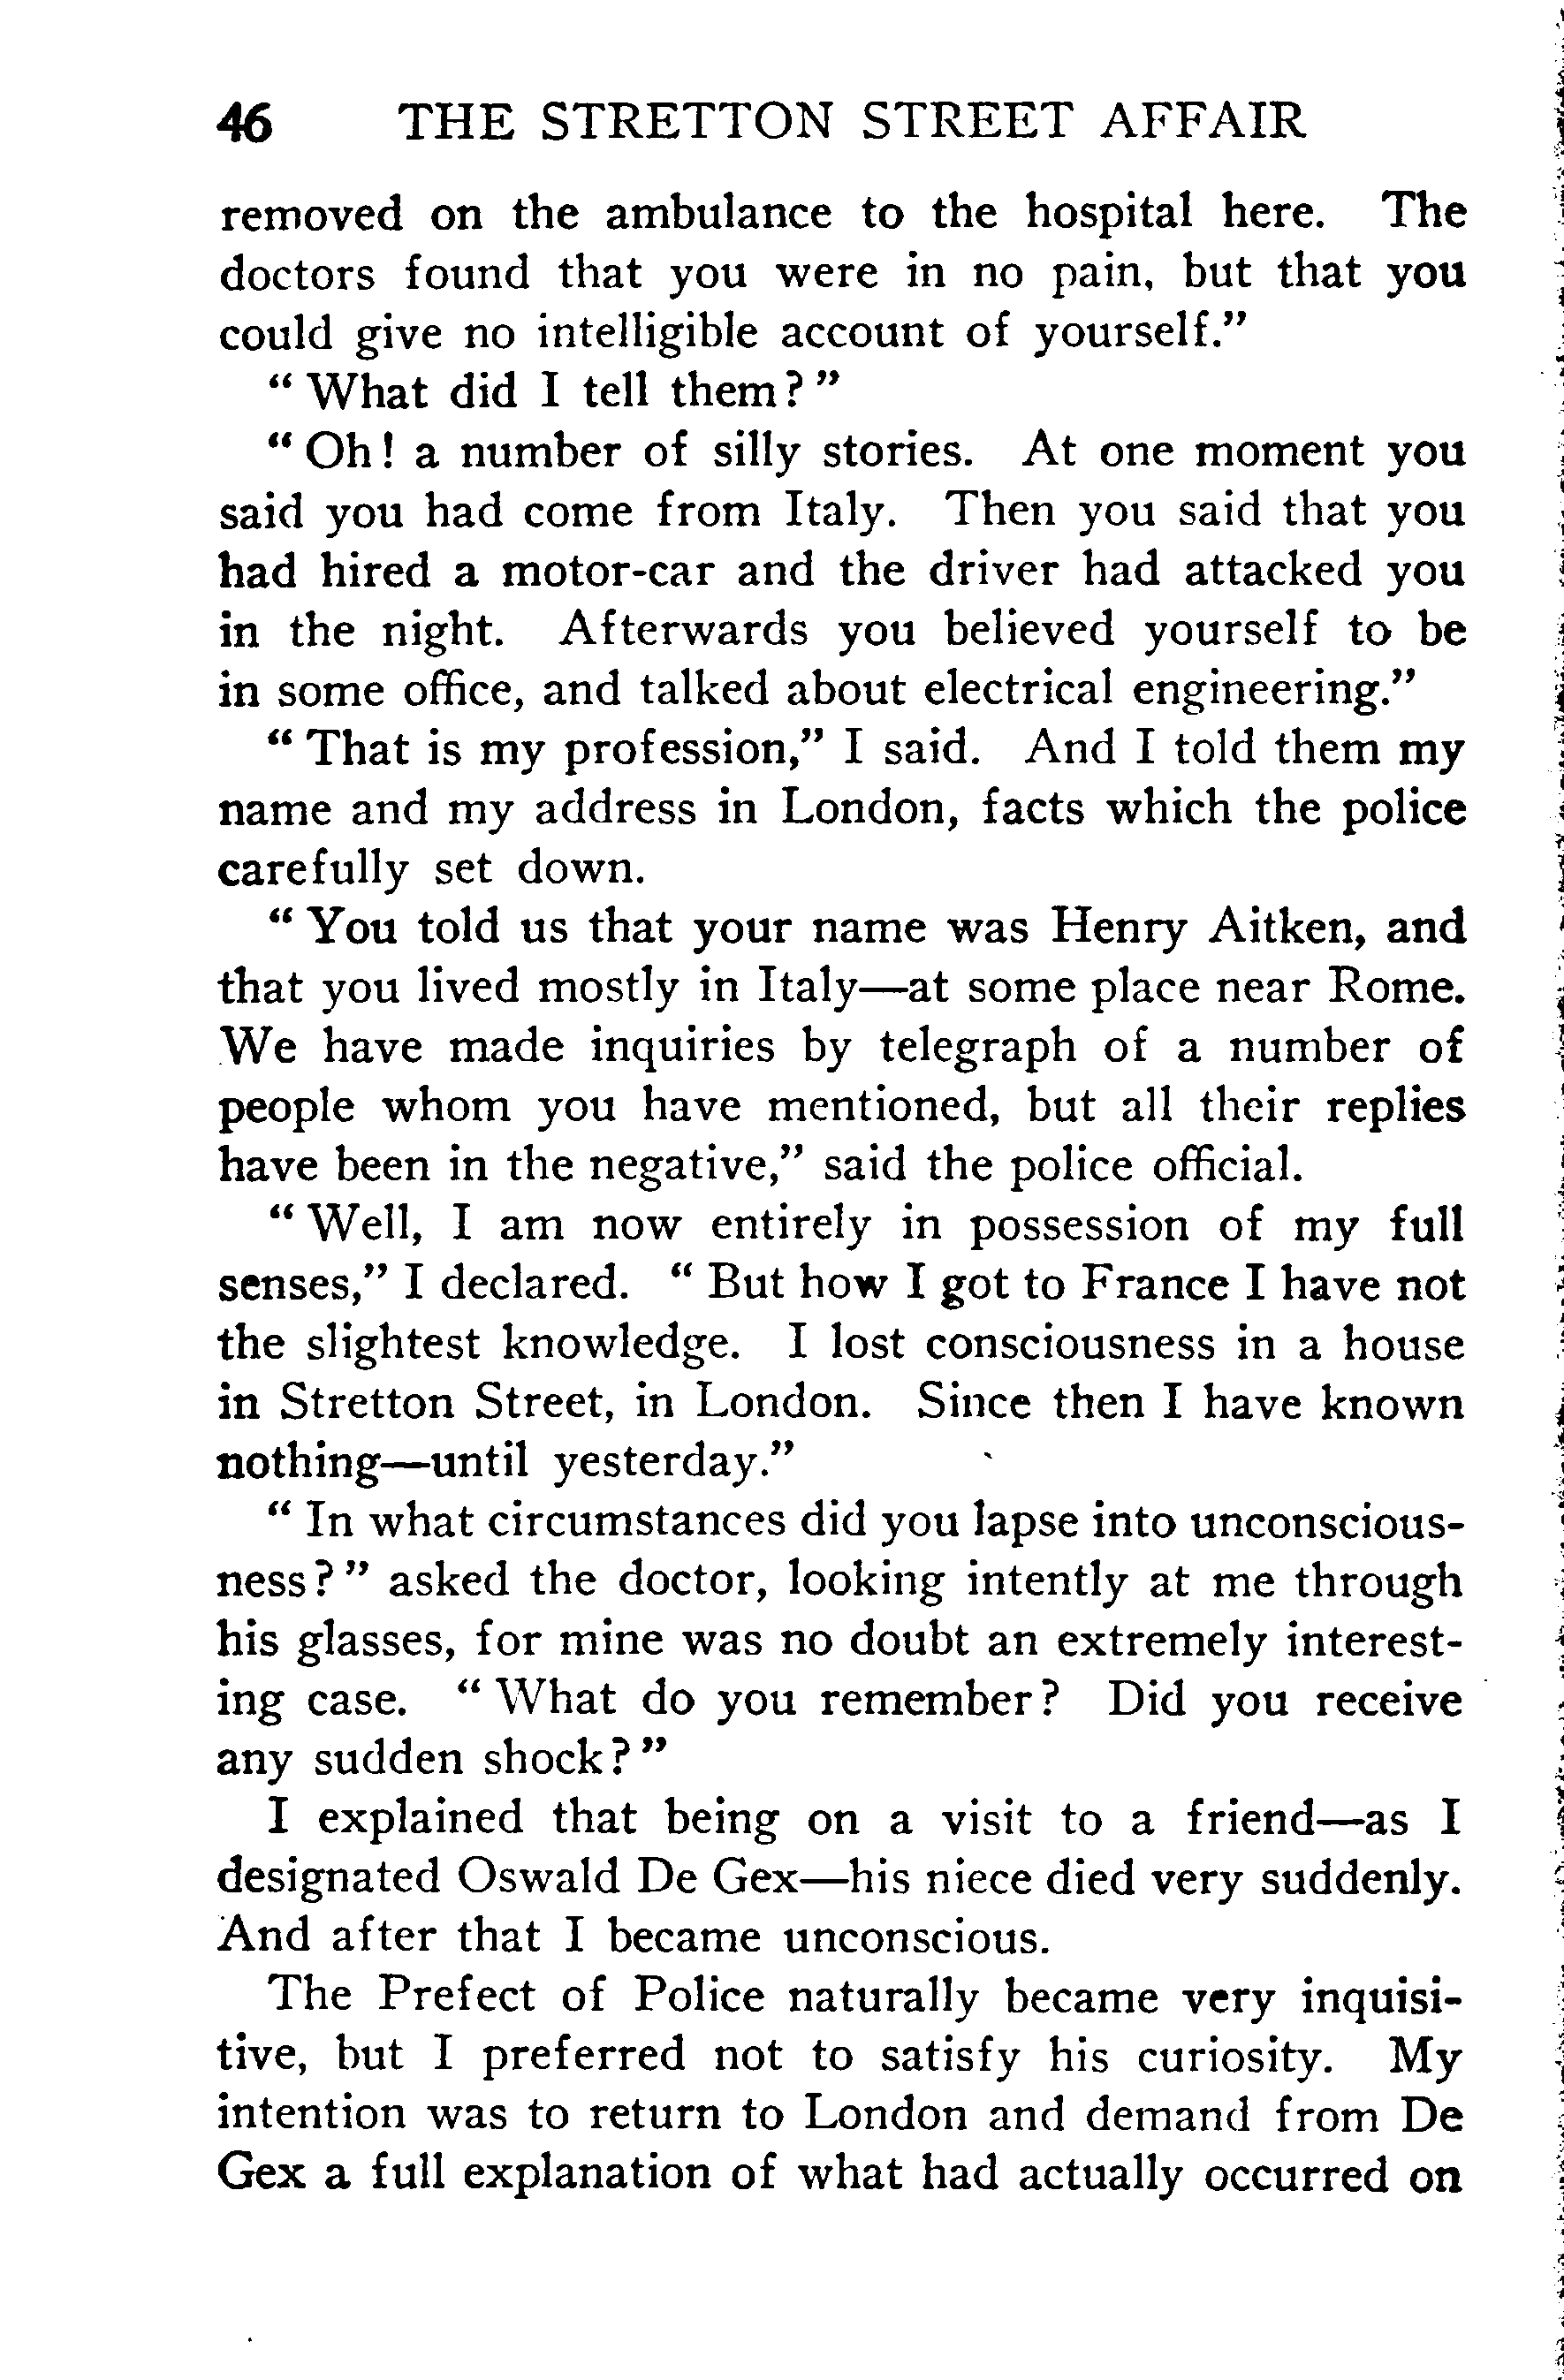 46 THE STRETTON STREET AFFAIR
removed on the ambulance to the hospital here. The
doctors found that you were in no pain, but that you
could give no intelligible account of yourself.”
“ What did I tell them? ”
“ Oh! a number of silly stories. At one moment you
said you had come from Italy. Then you said that you
had hired a motor-car and the driver had attacked you
in the night. Afterwards you believed yourself to be
in some office, and talked about electrical engineering.”
“ That is my profession,” I said. And I told them my
name and my address in London, facts which the police
carefully set down.
“ You told us that your name was Henry Aitken, and
that you lived mostly in Italy—at some place near Rome.
We have made inquiries by telegraph of a number of
people whom you have mentioned, but all their replies
have been in the negative,” said the police official.
“ Well, I am now entirely in possession of my full
senses,” I declared. “ But how I got to France I have not
the slightest knowledge. I lost consciousness in a house
in Stretton Street, in London. Since then I have known
nothing—until yesterday.”
“ In what circumstances did you lapse into unconscious-
ness? ” asked the doctor, looking intently at me through
his glasses, for mine was no doubt an extremely interest-
ing case. “ What do you remember? Did you receive
any sudden shock? ”
I explained that being on a visit to a friend—as I
designated Oswald De Gex—his niece died very suddenly.
And after that I became unconscious.
The Prefect of Police naturally became very inquisi-
tive, but I preferred not to satisfy his curiosity. My
intention was to return to London and demand from De
Gex a full explanation of what had actually occurred on